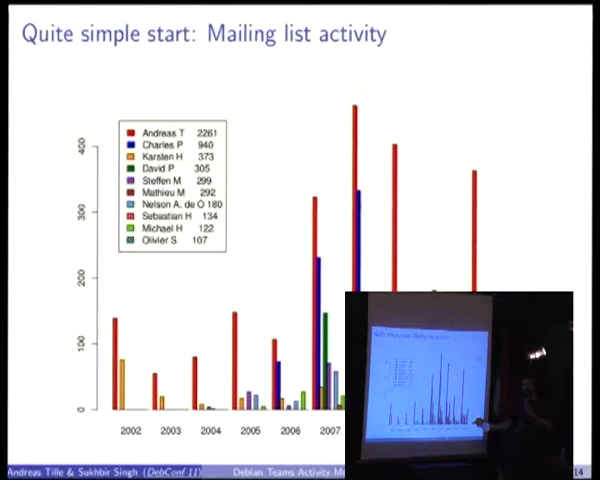 Quite simple start: Mailing list activity
Andreas T 2261
Charles P 940
Karsten H 373
David P 305
Steffen M 299
Mathieu M 292
Nelson A. de O 180
Sebastian H 134
Michael H 122
Olivier S 107
400
300
200
100
0
2002 2003 2004 2005 2006 2007
Andreas Tille & Sukhbir Singh (DebConf 11) Debian Teams Activity 14